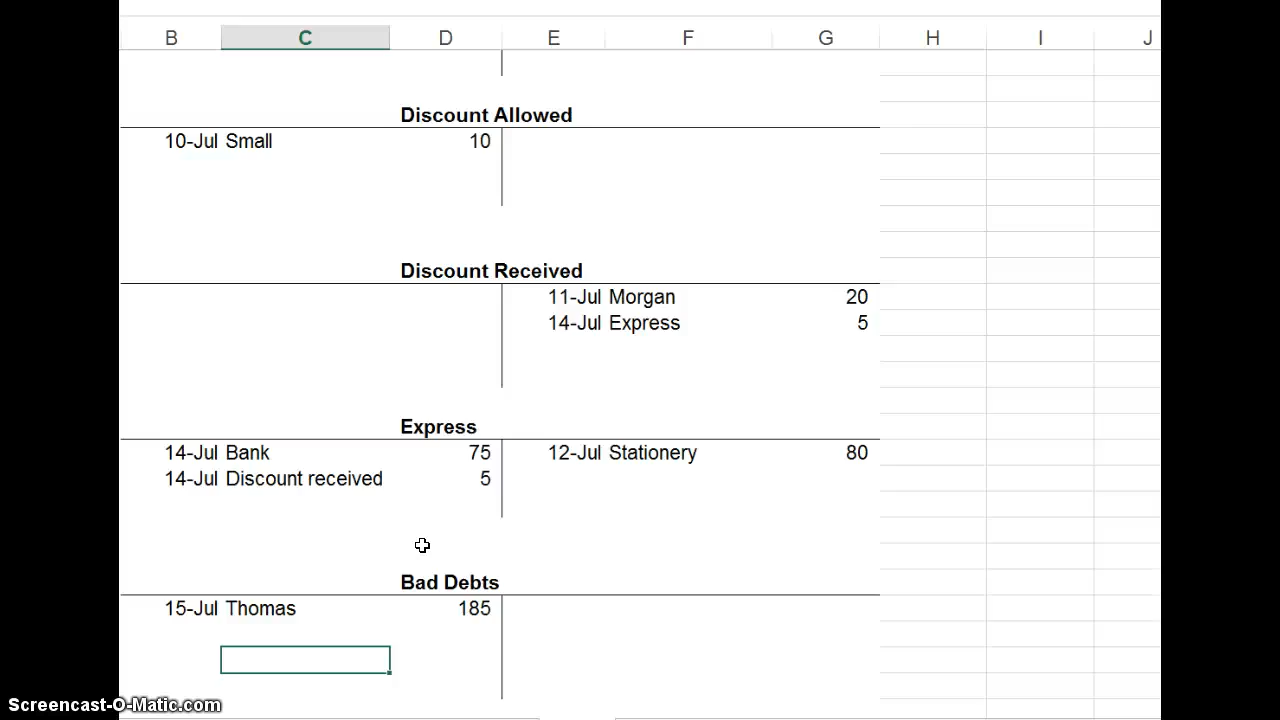 B C D E F G H I J
Discount Allowed
10-Jul Small 10
Discount Received
11-Jul Morgan 20
14-Jul Express 5
Express
14-Jul Bank 75 12-Jul Stationery 80
14-Jul Discount received 5
Bad Debts
15-Jul Thomas 185
Screencast-O-Matic.com